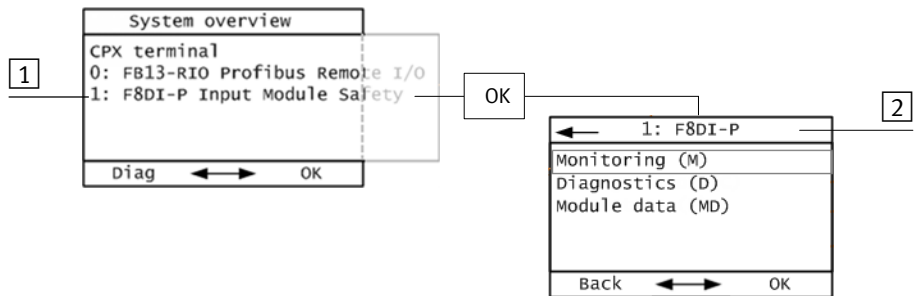 System overview
CPX terminal
0: FB13-RIO Profibus Remote I/O
1: F8DI-P Input Module Safety
Diag OK
1
OK
2
1: F8DI-P
Monitoring (M)
Diagnostics (D)
Module data (MD)
Back OK